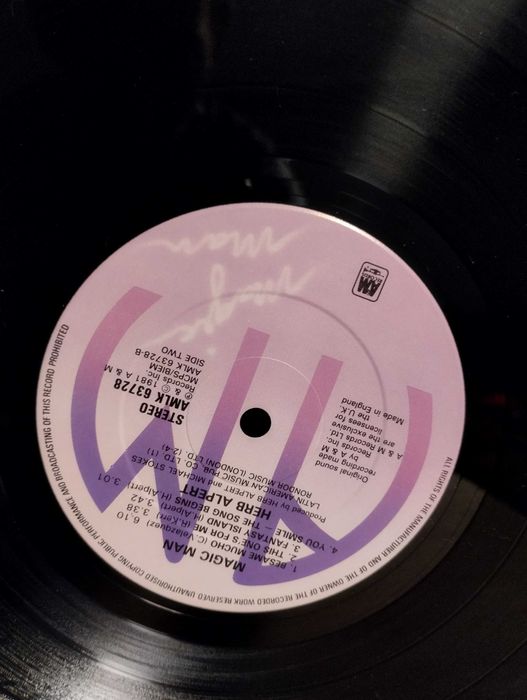 Magic
Man
AM
RECORDS
STEREO
AMLK 63728
℗ & © 1981 A & M
Records Inc.
MCPS/BIEM
AMLK 63728-B
SIDE TWO
Original sound
recording made
by A & M
Records Inc.
A & M Records Ltd.
are the exclusive
licensees for the U.K.
Made in England
MAGIC MAN
1. BESAME MUCHO (C.Velazquez) 6.10
2. THIS ONE'S FOR ME (R.Kerr) 3.38
3. FANTASY ISLAND (H.Alpert) 3.42
4. YOU SMILE – THE SONG BEGINS (H.Alpert) 3.01
HERB ALPERT
Produced by HERB ALPERT and MICHAEL STOKES
LATIN-AMERICAN MUSIC PUB. CO. LTD. (1)
RONDOR MUSIC (LONDON) LTD. (2-4)
ALL RIGHTS OF THE MANUFACTURER AND OF THE OWNER OF THE RECORDED WORK RESERVED UNAUTHORISED COPYING PUBLIC PERFORMANCE AND BROADCASTING OF THIS RECORD PROHIBITED